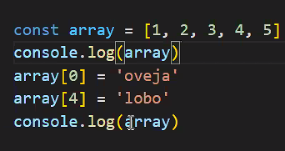 const array = [1, 2, 3, 4, 5]
console.log(array)
array[0] = 'oveja'
array[4] = 'lobo'
console.log(array)